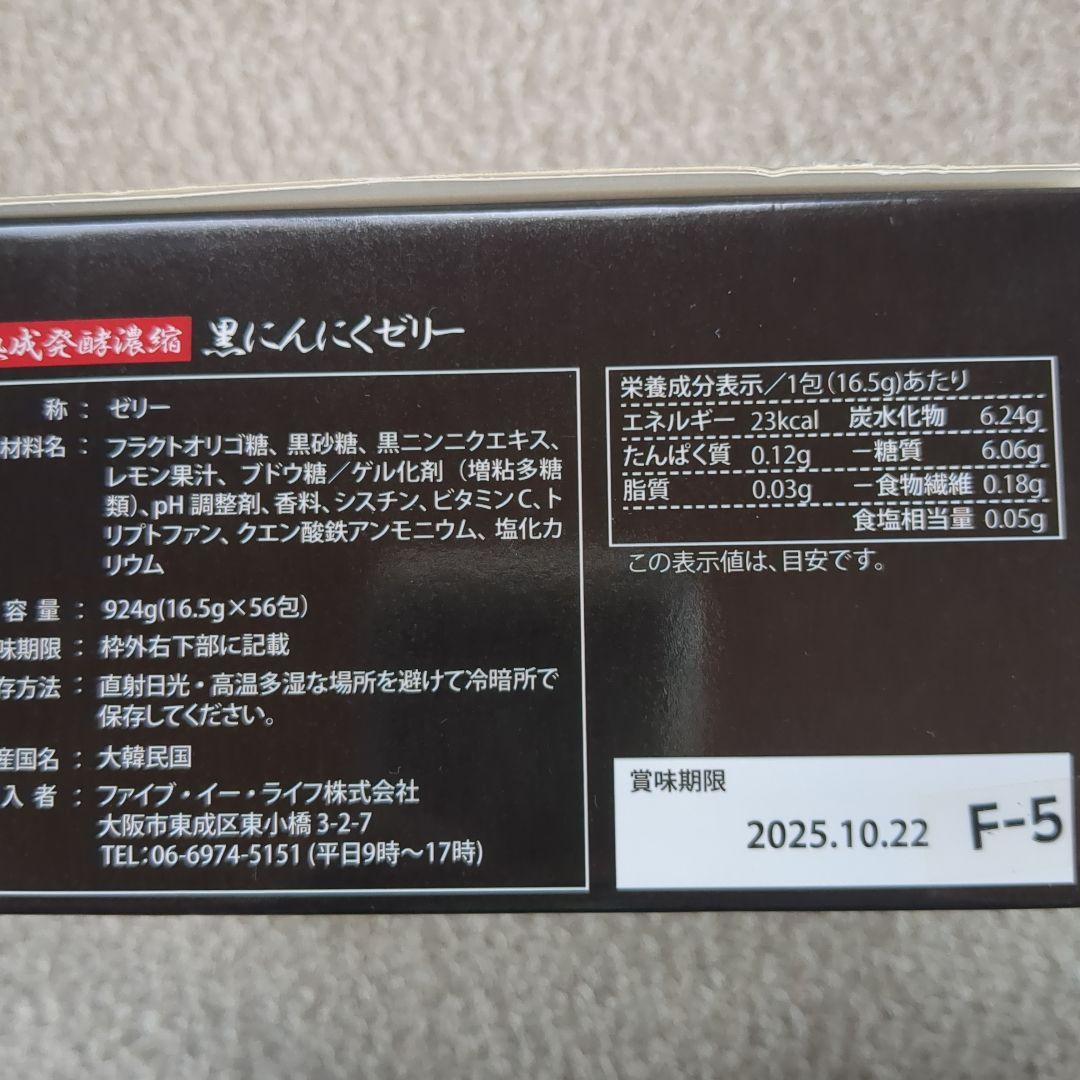 成発酵濃縮 黒にんにくゼリー
称 : ゼリー
材料名 : フラクトオリゴ糖、黒砂糖、黒ニンニクエキス、
レモン果汁、ブドウ糖／ゲル化剤（増粘多糖
類）、pH調整剤、香料、シスチン、ビタミンC、ト
リプトファン、クエン酸鉄アンモニウム、塩化カ
リウム
容量 : 924g(16.5g×56包)
味期限 : 枠外右下部に記載
存方法 : 直射日光・高温多湿な場所を避けて冷暗所で
保存してください。
産国名 : 大韓民国
入者 : ファイブ・イー・ライフ株式会社
大阪市東成区東小橋3-2-7
TEL:06-6974-5151 (平日9時～17時)
栄養成分表示／1包(16.5g)あたり
エネルギー 23kcal 炭水化物 6.24g
たんぱく質 0.12g －糖質 6.06g
脂質 0.03g －食物繊維 0.18g
食塩相当量 0.05g
この表示値は、目安です。
賞味期限
2025.10.22 F-5